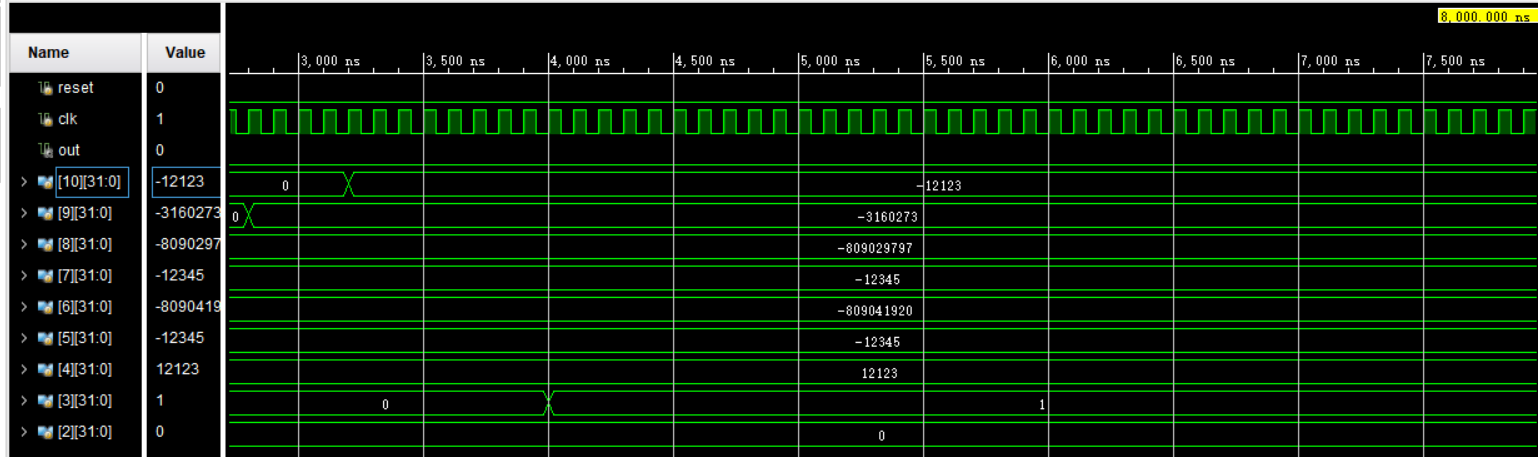 8,000.000 ns
Name Value
3,000 ns 3,500 ns 4,000 ns 4,500 ns 5,000 ns 5,500 ns 6,000 ns 6,500 ns 7,000 ns 7,500 ns
reset 0
clk 1
out 0
> [10][31:0] -12123 0 -12123
> [9][31:0] -3160273 0 -3160273
> [8][31:0] -8090297 -809029797
> [7][31:0] -12345 -12345
> [6][31:0] -8090419 -809041920
> [5][31:0] -12345 -12345
> [4][31:0] 12123 12123
> [3][31:0] 1 0 1
> [2][31:0] 0 0